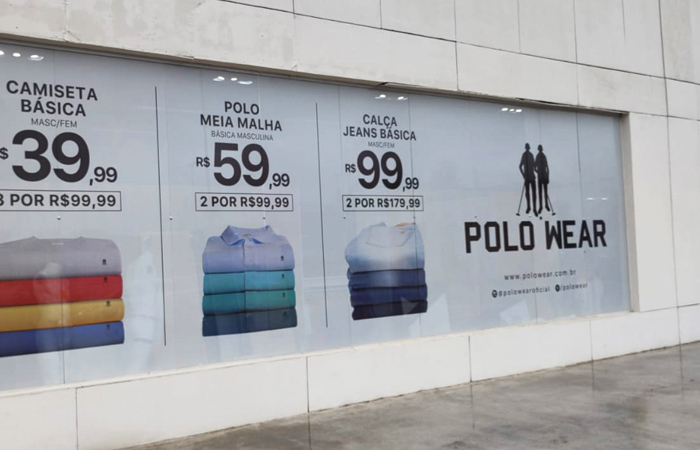 CAMISETA
BÁSICA
MASC/FEM
$39,99
3 POR R$99,99
POLO
MEIA MALHA
BÁSICA MASCULINA
R$59,99
2 POR R$99,99
CALÇA
JEANS BÁSICA
MASC/FEM
R$99,99
2 POR R$179,99
POLO WEAR
www.polowear.com.br
@polowearoficial
/polowear